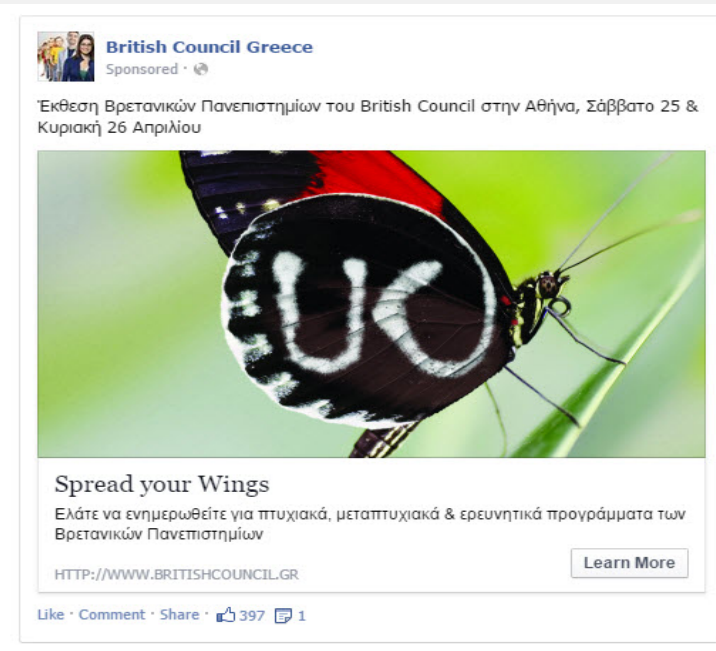 British Council Greece
Sponsored ·
Έκθεση Βρετανικών Πανεπιστημίων του British Council στην Αθήνα, Σάββατο 25 &
Κυριακή 26 Απριλίου
UC
Spread your Wings
Ελάτε να ενημερωθείτε για πτυχιακά, μεταπτυχιακά & ερευνητικά προγράμματα των
Βρετανικών Πανεπιστημίων
Learn More
HTTP://WWW.BRITISHCOUNCIL.GR
Like · Comment · Share · 397 1